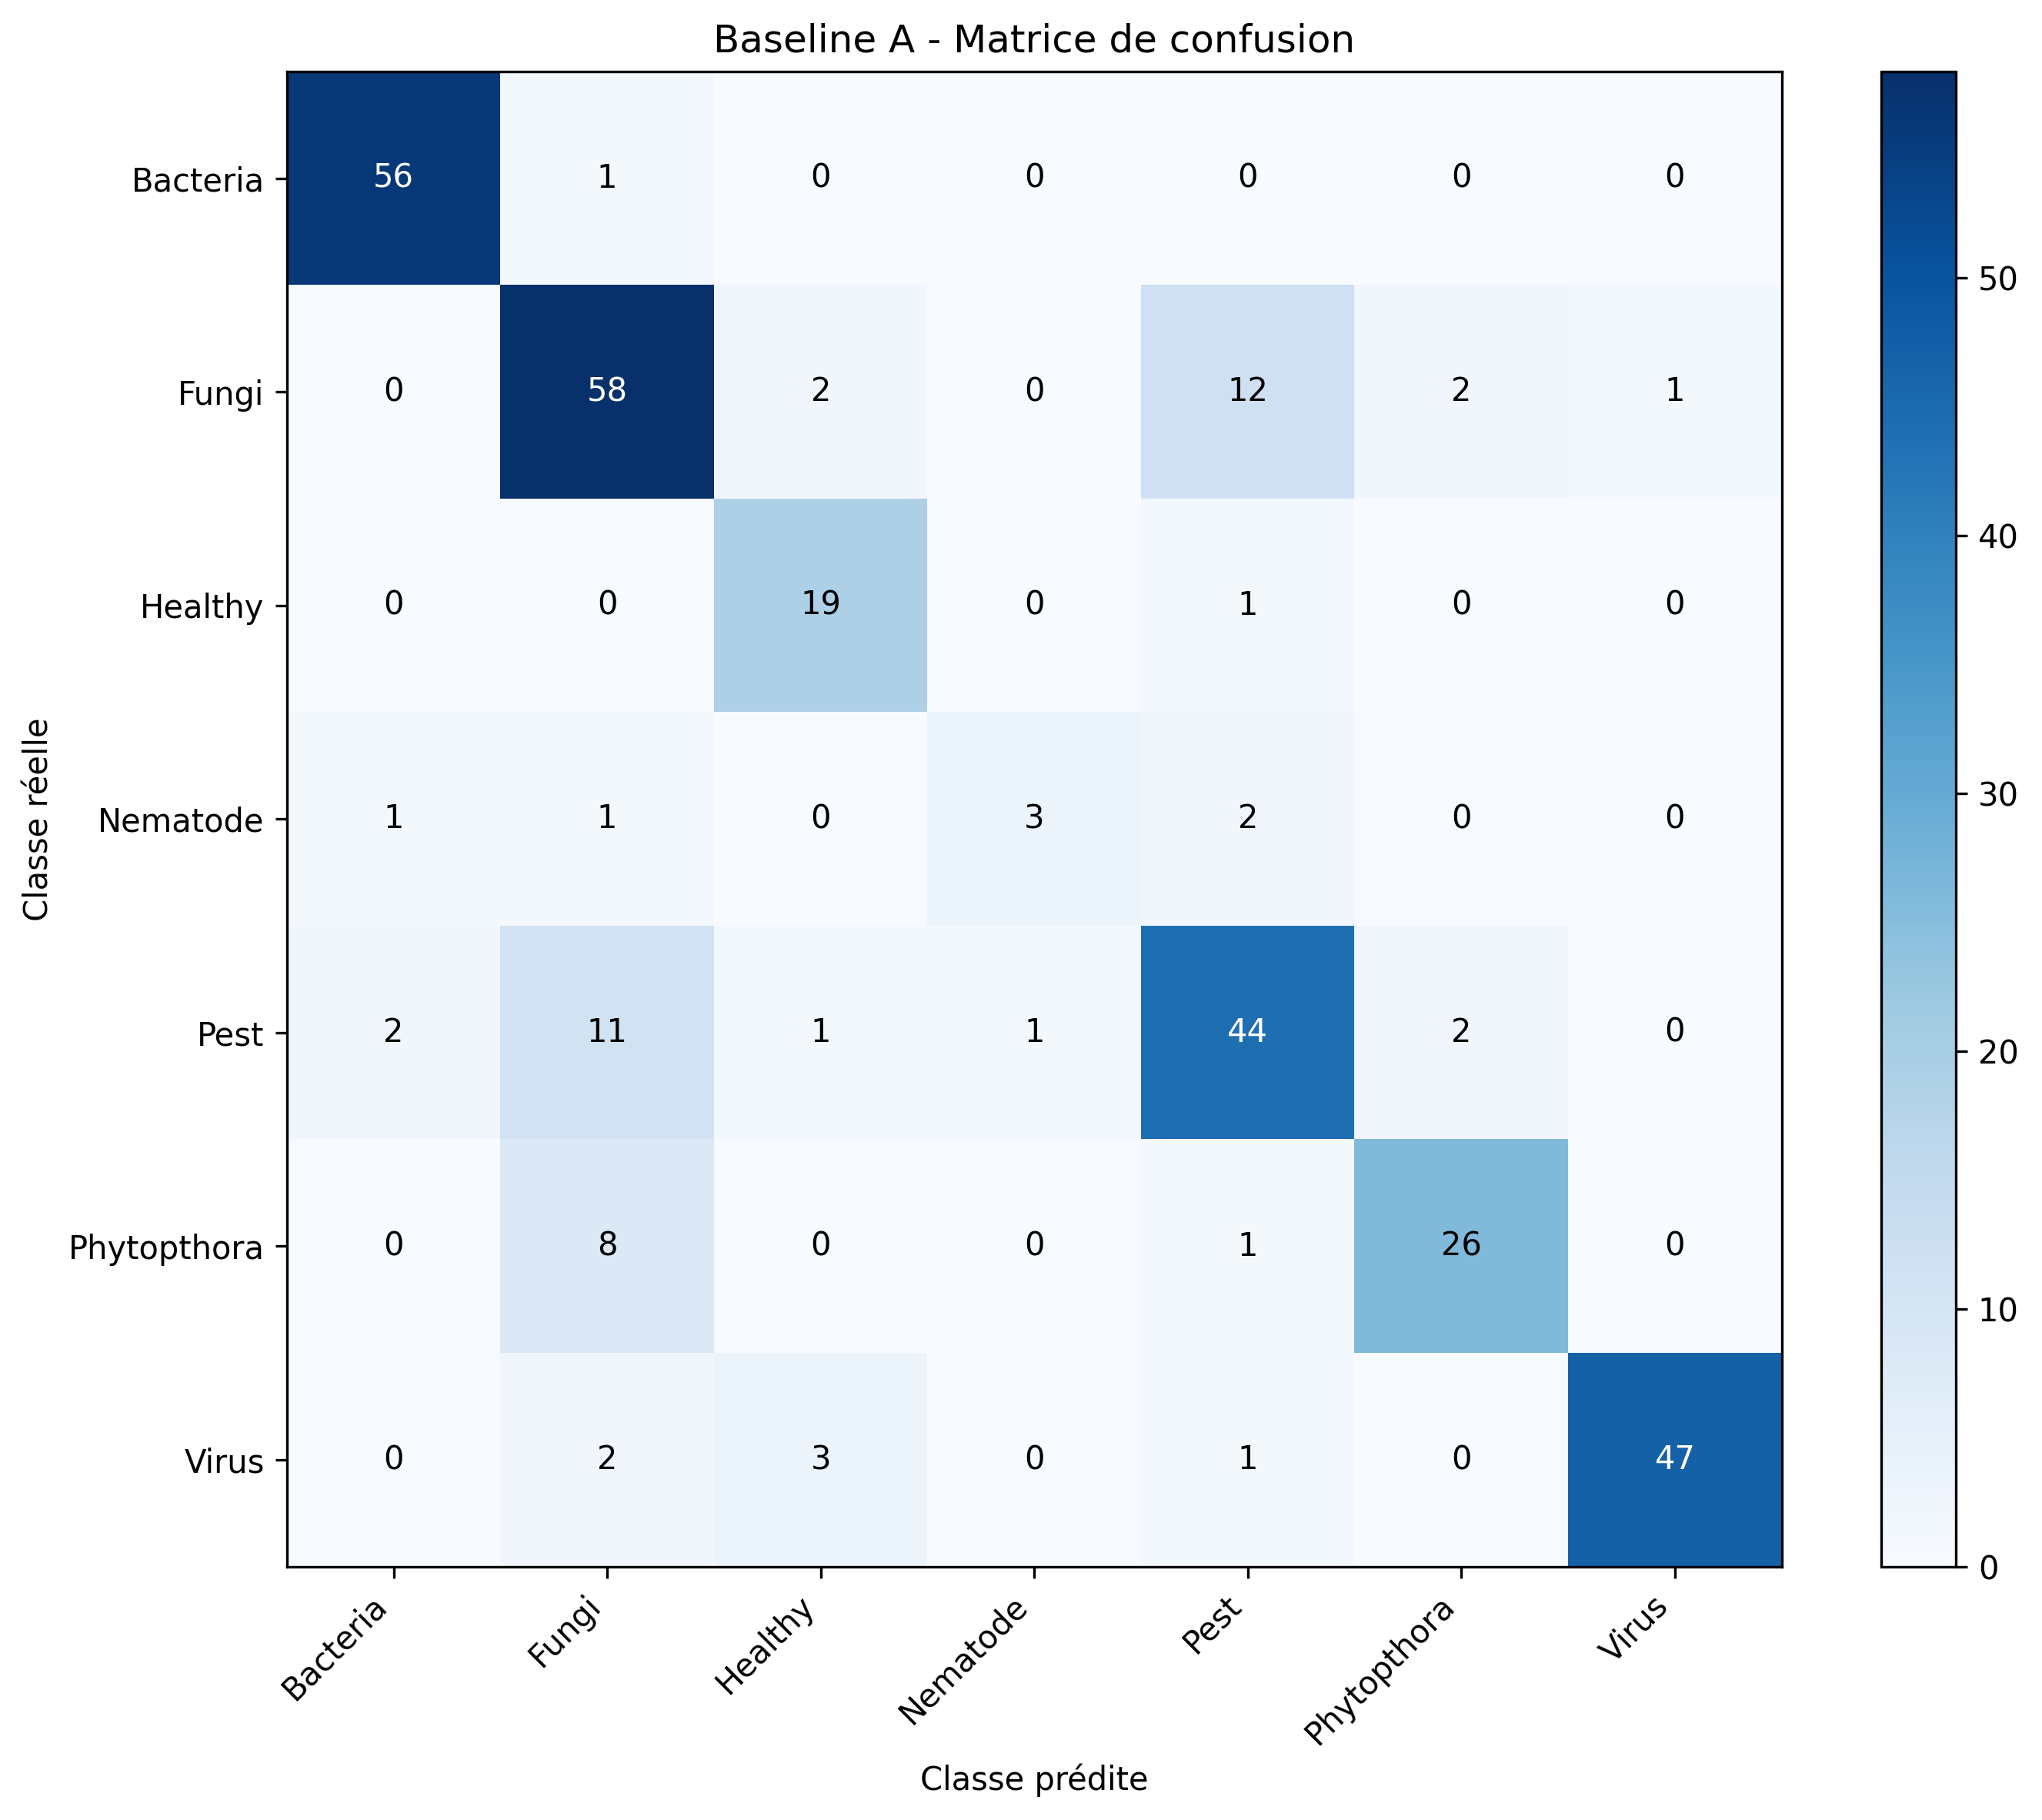 Baseline A - Matrice de confusion
Classe réelle
Bacteria 56 1 0 0 0 0 0
Fungi 0 58 2 0 12 2 1
Healthy 0 0 19 0 1 0 0
Nematode 1 1 0 3 2 0 0
Pest 2 11 1 1 44 2 0
Phytopthora 0 8 0 0 1 26 0
Virus 0 2 3 0 1 0 47
Bacteria Fungi Healthy Nematode Pest Phytopthora Virus
Classe prédite
50
40
30
20
10
0